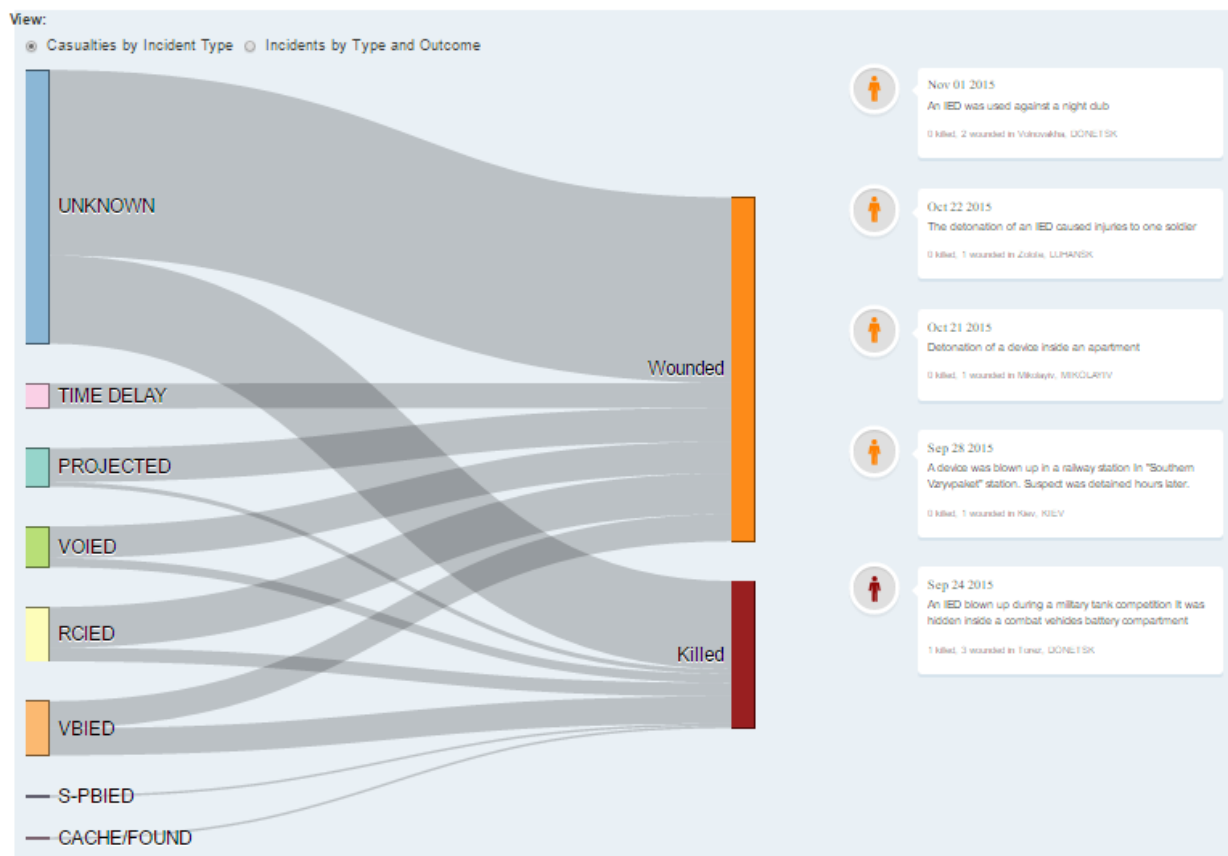 View:
Casualties by Incident Type
Incidents by Type and Outcome
UNKNOWN
TIME DELAY
PROJECTED
VOIED
RCIED
VBIED
S-PBIED
CACHE/FOUND
Wounded
Killed
Nov 01 2015
An IED was used against a night club
0 killed, 2 wounded in Volnovakha, DONETSK
Oct 22 2015
The detonation of an IED caused injuries to one soldier
0 killed, 1 wounded in Zolote, LUHANSK
Oct 21 2015
Detonation of a device inside an apartment
0 killed, 1 wounded in Mikolayiv, MIKOLAYIV
Sep 28 2015
A device was blown up in a railway station in "Southern
Vzryvpaket" station. Suspect was detained hours later.
0 killed, 1 wounded in Kiev, KIEV
Sep 24 2015
An IED blown up during a military tank competition It was
hidden inside a combat vehicles battery compartment
1 killed, 3 wounded in DONETSK